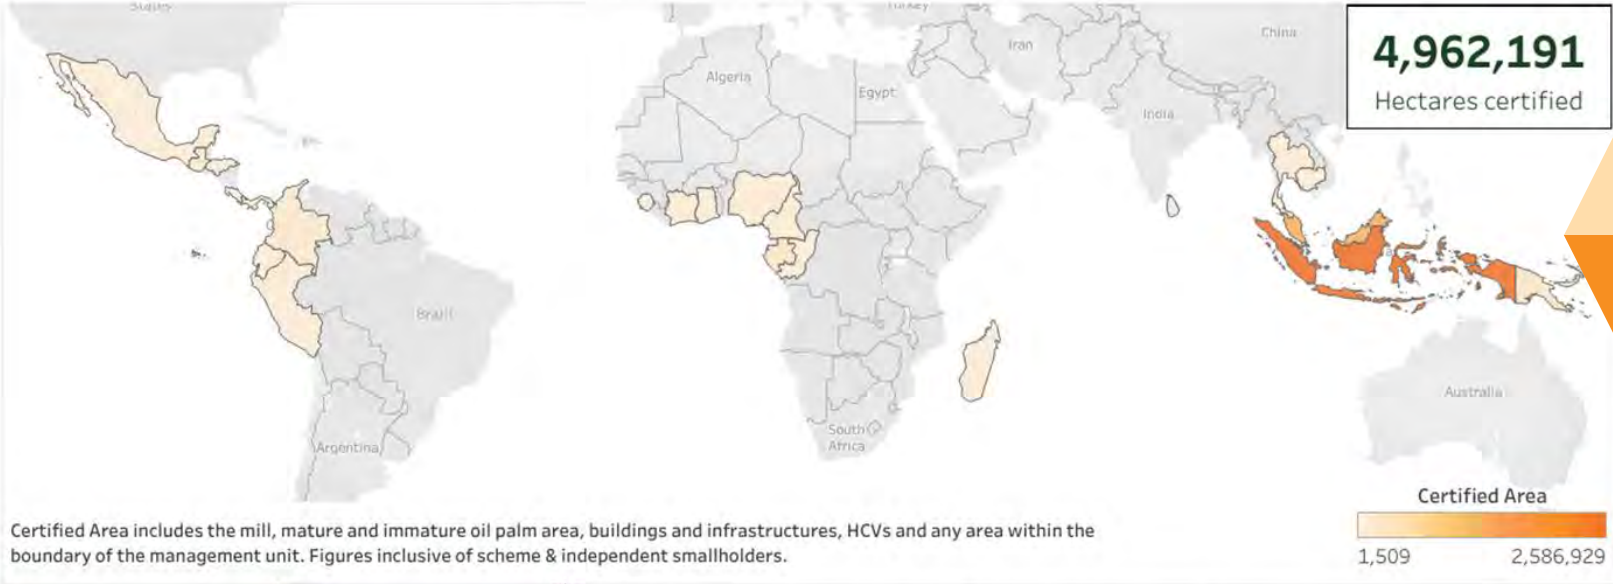 States
Turkey
China
Iran
4,962,191
Hectares certified
Algeria
Egypt
India
Brazil
Australia
South
Africa
Argentina
Certified Area
1,509
2,586,929
Certified Area includes the mill, mature and immature oil palm area, buildings and infrastructures, HCVs and any area within the
boundary of the management unit. Figures inclusive of scheme & independent smallholders.